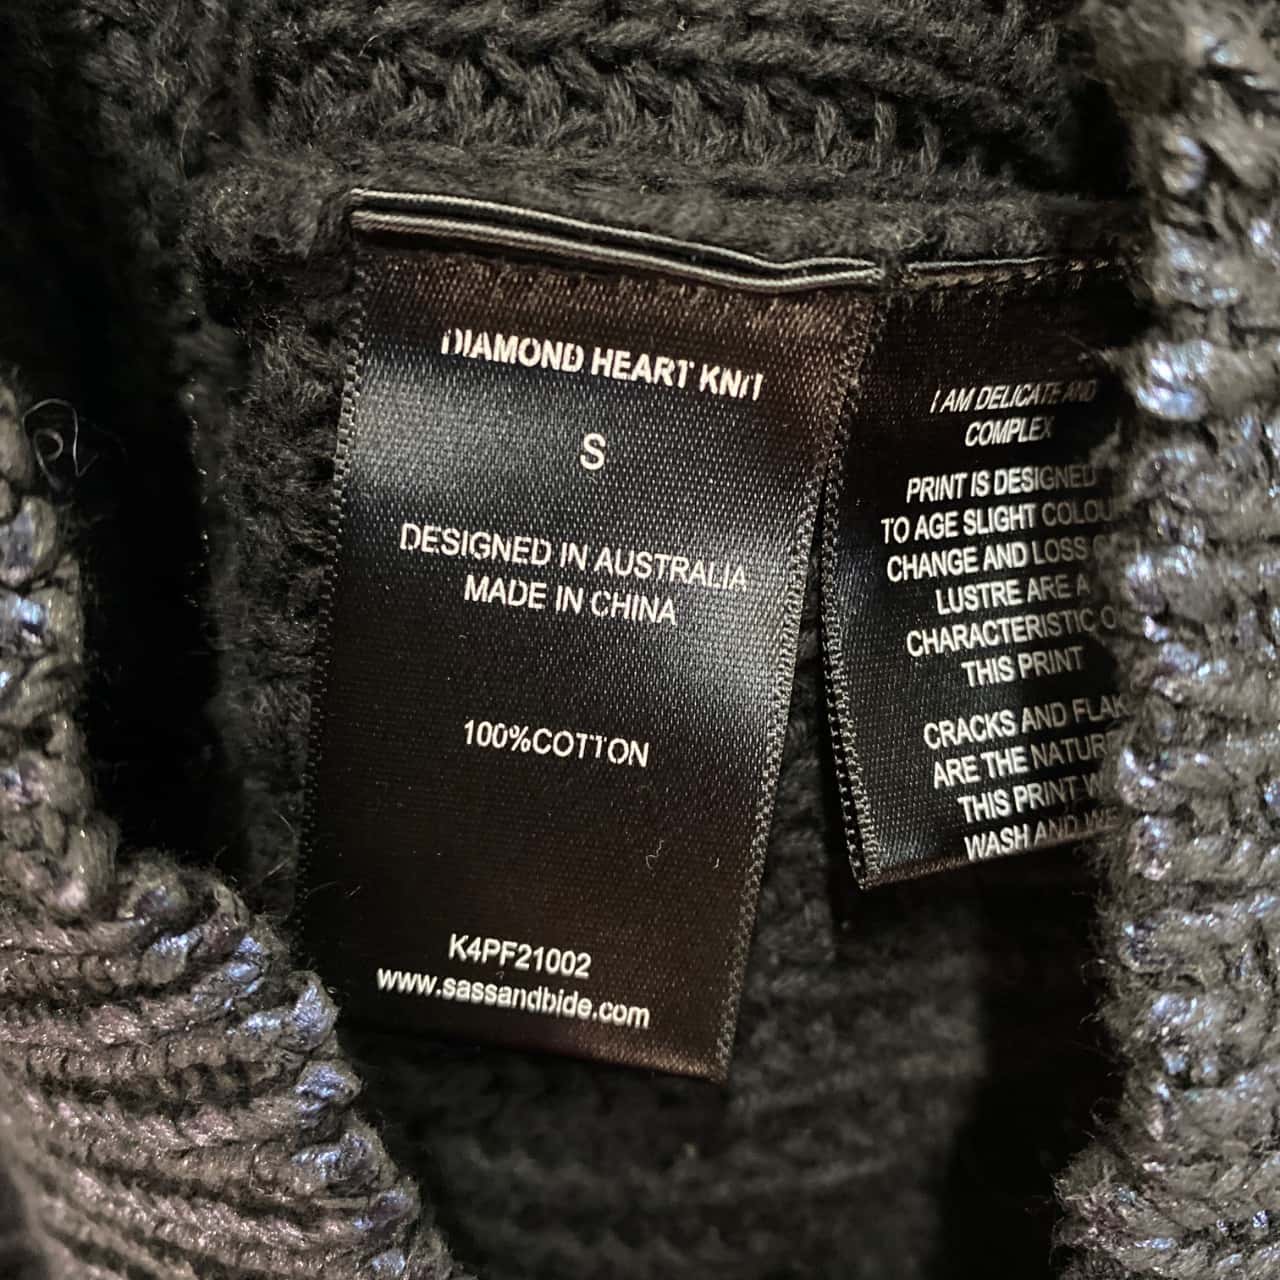 DIAMOND HEART KNIT
S
DESIGNED IN AUSTRALIA
MADE IN CHINA
100%COTTON
K4PF21002
www.sassandbide.com
I AM DELICATE AND
COMPLEX
PRINT IS DESIGNED
TO AGE SLIGHT
CHANGE AND LOSS
LUSTRE ARE A
CHARACTERISTIC
THIS PRINT
CRACKS AND
ARE THE
THIS PRINT
WASH AND